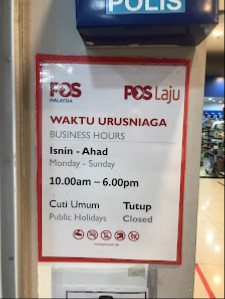 POLIS
POS
MALAYSIA
POS Laju
WAKTU URUSNIAGA
BUSINESS HOURS
Isnin - Ahad
Monday - Sunday
10.00am – 6.00pm
Cuti Umum Tutup
Public Holidays Closed